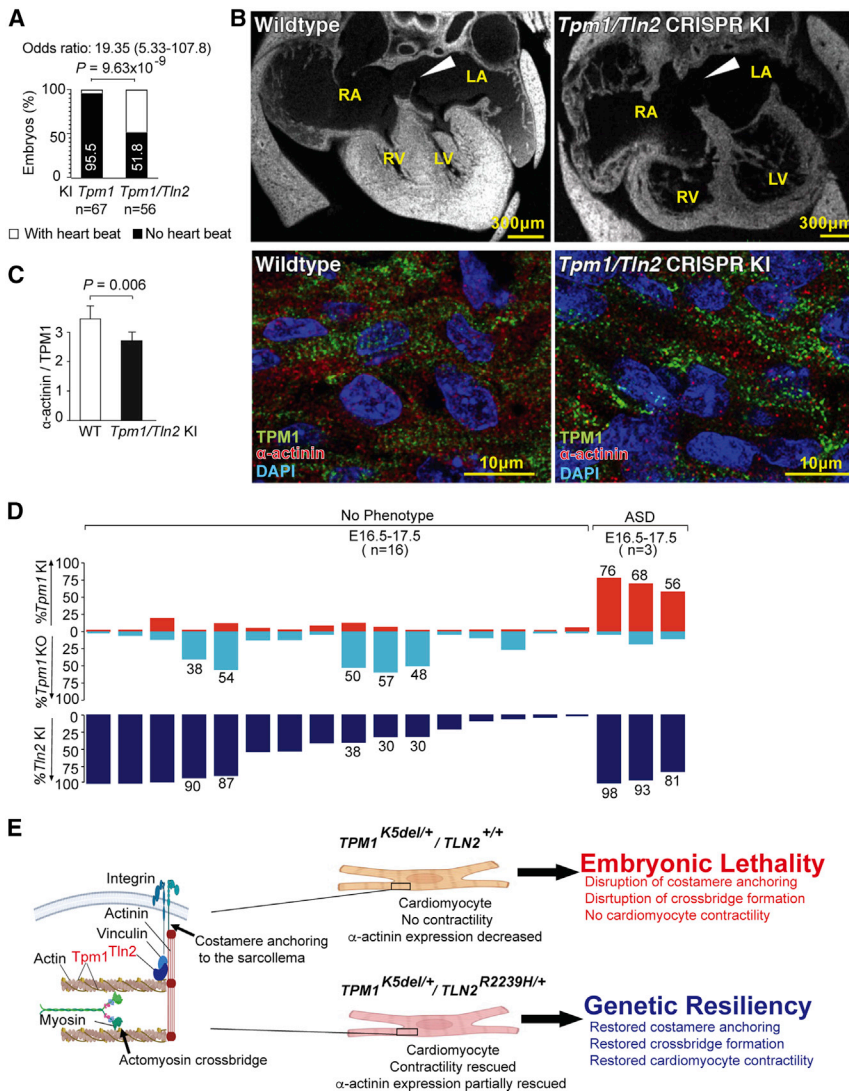 A
Odds ratio: 19.35 (5.33-107.8)
P = 9.63x10-9
Embryos (%)
100
50
0
95.5
51.8
KI Tpm1 Tpm1/Tln2
n=67 n=56
With heart beat No heart beat
B
Wildtype
RA
LA
RV
LV
300µm
Tpm1/Tln2 CRISPR KI
RA
LA
RV
LV
300µm
Wildtype
TPM1
α-actinin
DAPI
10µm
Tpm1/Tln2 CRISPR KI
TPM1
α-actinin
DAPI
10µm
C
P = 0.006
α-actinin / TPM1
3
2
1
0
WT Tpm1/Tln2 KI
D
No Phenotype
E16.5-17.5
( n=16)
ASD
E16.5-17.5
( n=3)
%Tpm1 KI
100
75
50
25
0
76 68 56
%Tpm1 KO
50
75
100
38 54 50 57 48
%Tln2 KI
0
25
50
75
100
90 87 38 30 30 98 93 81
E
Integrin
Actinin
Vinculin
Tln2
Tpm1
Actin
Myosin
Actomyosin crossbridge
Costamere anchoring
to the sarcollema
TPM1 K5del/+ / TLN2 +/+
Cardiomyocyte
No contractility
α-actinin expression decreased
Embryonic Lethality
Disruption of costamere anchoring
Disrtuption of crossbridge formation
No cardiomyocyte contractility
TPM1 K5del/+ / TLN2 R2239H/+
Cardiomyocyte
Contractility rescued
α-actinin expression partially rescued
Genetic Resiliency
Restored costamere anchoring
Restored crossbridge formation
Restored cardiomyocyte contractility